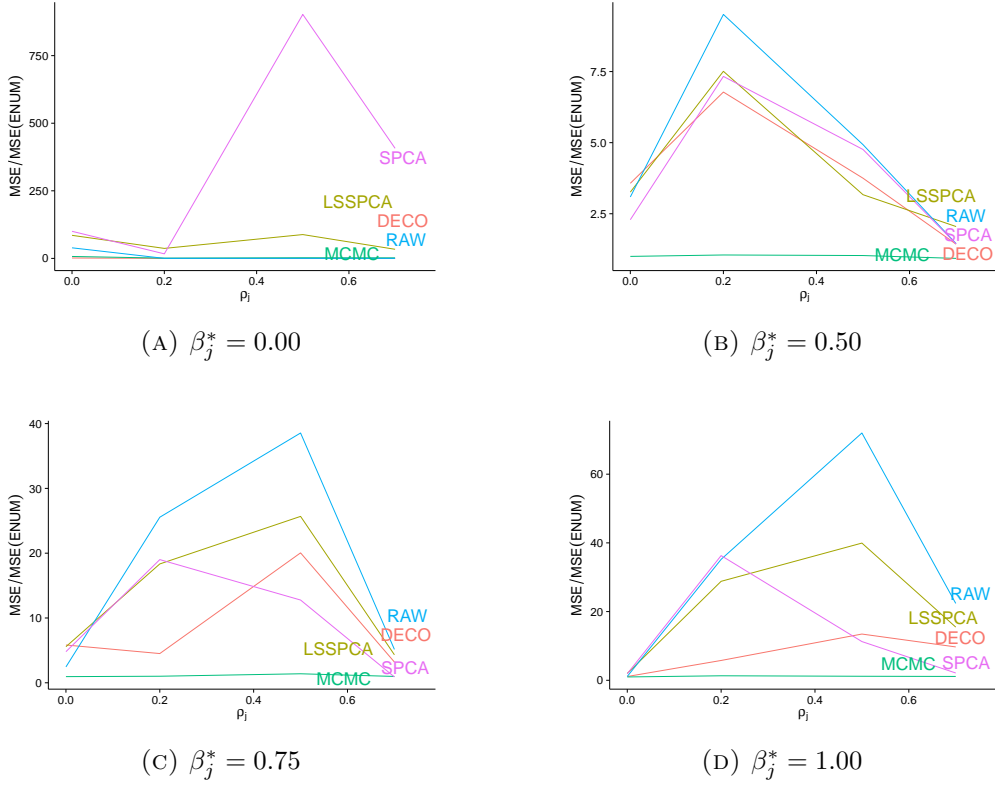 MSE/MSE(ENUM)
750
500
250
0
SPCA
LSSPCA
DECO
RAW
MCMC
0.0 0.2 0.4 0.6
ρj
(A) β*j = 0.00
MSE/MSE(ENUM)
7.5
5.0
2.5
LSSPCA
RAW
SPCA
MCMC DECO
0.0 0.2 0.4 0.6
ρj
(B) β*j = 0.50
MSE/MSE(ENUM)
40
30
20
10
0
RAW
DECO
LSSPCA
SPCA
MCMC
0.0 0.2 0.4 0.6
ρj
(C) β*j = 0.75
MSE/MSE(ENUM)
60
40
20
0
RAW
LSSPCA
DECO
MCMC SPCA
0.0 0.2 0.4 0.6
ρj
(D) β*j = 1.00